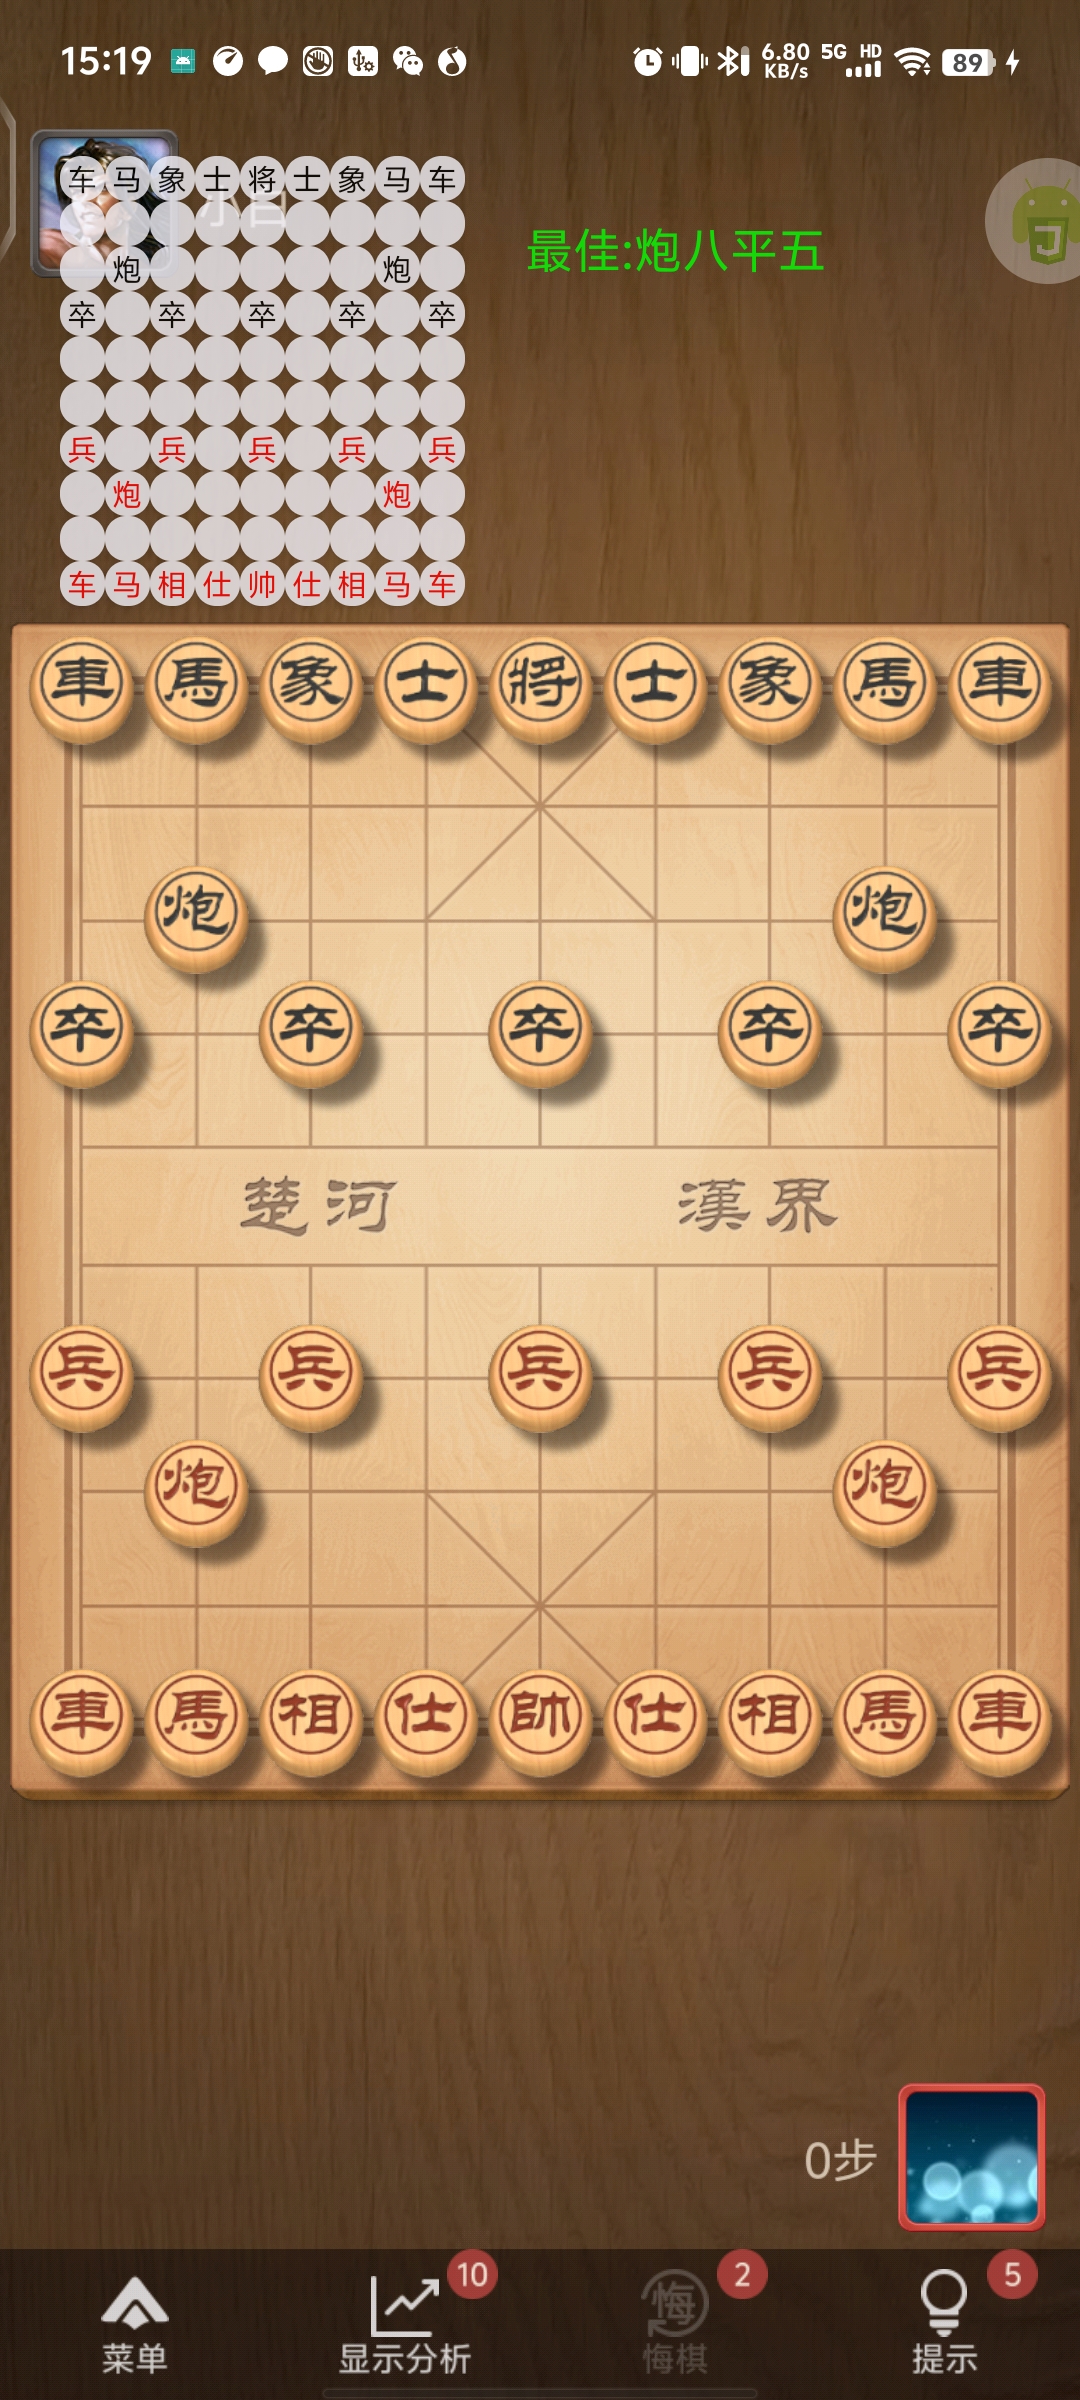 15:19 6.80 KB/s 5G HD 89
车马象士将士象马车
小白
炮 炮
最佳:炮八平五
卒 卒 卒 卒 卒
兵 兵 兵 兵 兵
炮 炮
车马相仕帅仕相马车
車 馬 象 士 將 士 象 馬 車
炮 炮
卒 卒 卒 卒 卒
楚河 漢界
兵 兵 兵 兵 兵
炮 炮
車 馬 相 仕 帥 仕 相 馬 車
0步
10 2 5
菜单 显示分析 悔棋 提示